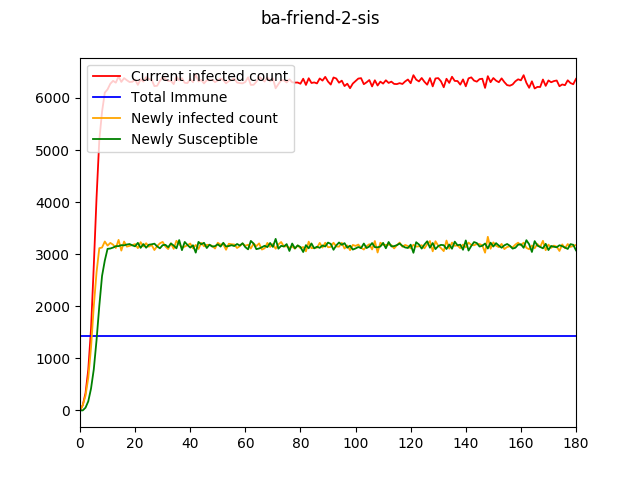 ba-friend-2-sis
Current infected count
Total Immune
Newly infected count
Newly Susceptible
6000
5000
4000
3000
2000
1000
0
0 20 40 60 80 100 120 140 160 180